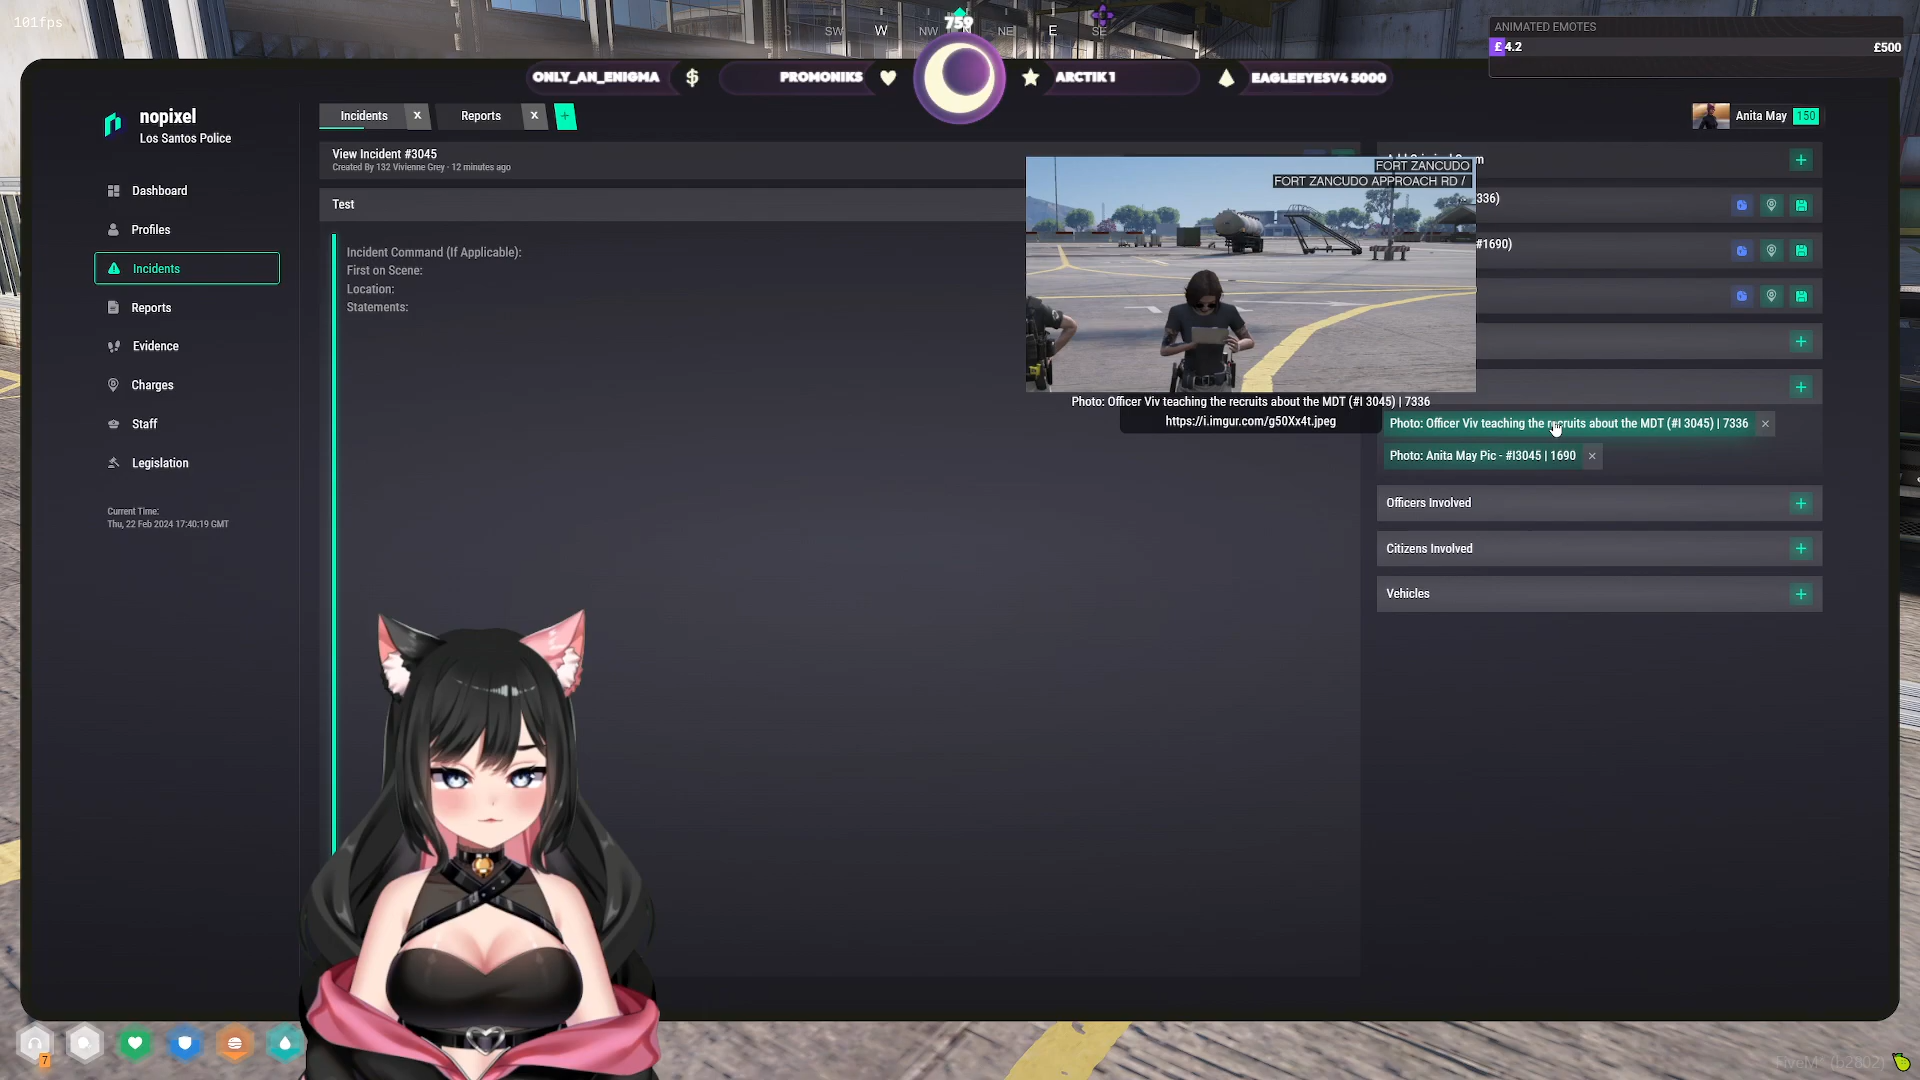 101fps
759
S SW W NW N NE E SE
ANIMATED EMOTES
£4.2 £500
ONLY_AN_ENIGMA
PROMONIKS
ARCTIK1
EAGLEEYESV4 5000
nopixel
Los Santos Police
Incidents x
Reports x
+
Anita May 150
View Incident #3045
Created By 132 Vivienne Grey - 12 minutes ago
Test
Incident Command (If Applicable):
First on Scene:
Location:
Statements:
Dashboard
Profiles
Incidents
Reports
Evidence
Charges
Staff
Legislation
Current Time:
Thu, 22 Feb 2024 17:40:19 GMT
FORT ZANCUDO
FORT ZANCUDO APPROACH RD /
336)
#1690)
Photo: Officer Viv teaching the recruits about the MDT (#I 3045) | 7336
https://i.imgur.com/g50Xx4t.jpeg
Photo: Officer Viv teaching the recruits about the MDT (#I 3045) | 7336 x
Photo: Anita May Pic - #I3045 | 1690 x
Officers Involved
Citizens Involved
Vehicles
7
FiveM (b2802)